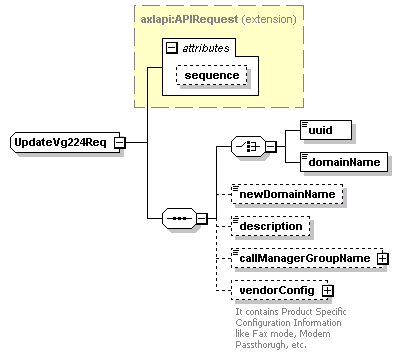 axlapi:APIRequest (extension)
attributes
sequence
UpdateVg224Req
uuid
domainName
newDomainName
description
callManagerGroupName
vendorConfig
It contains Product Specific
Configuration Information
like Fax mode, Modem
Passthorugh, etc.